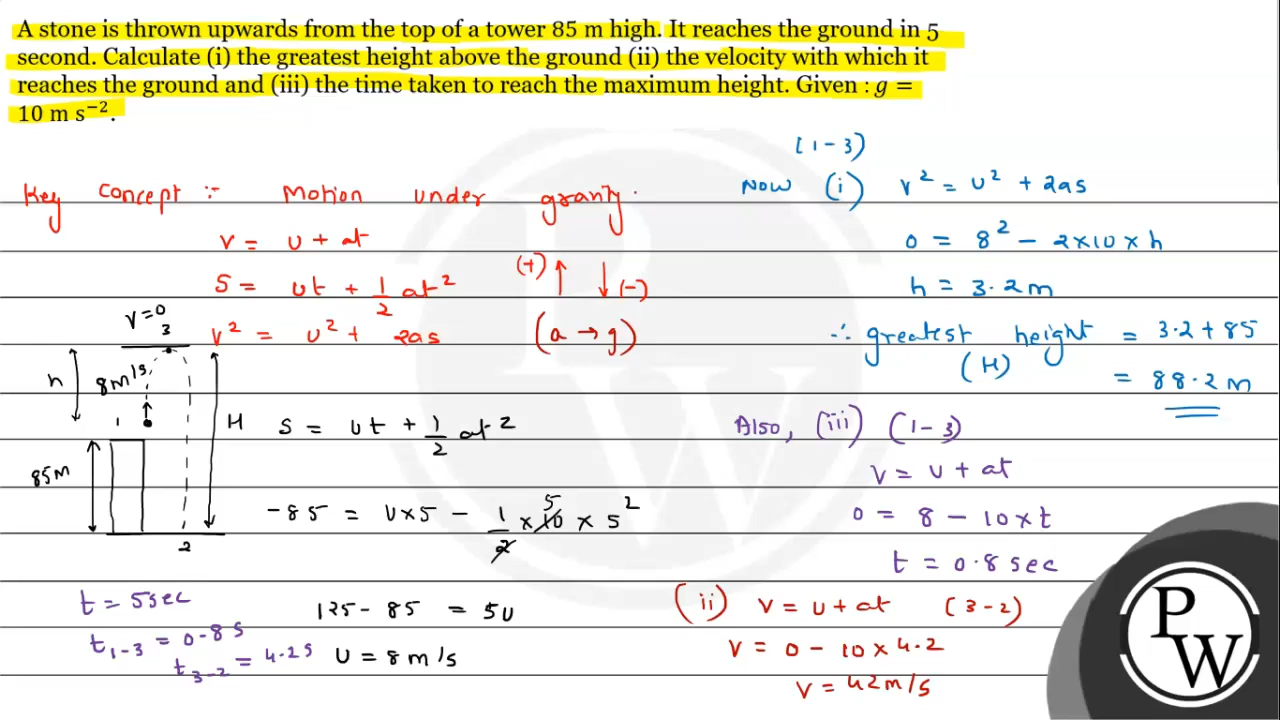 A stone is thrown upwards from the top of a tower 85 m high. It reaches the ground in 5
second. Calculate (i) the greatest height above the ground (ii) the velocity with which it
reaches the ground and (iii) the time taken to reach the maximum height. Given : g =
10 m s⁻².
Key Concept :- Motion under gravity.
V = u + at
S = ut + 1/2 at²
V² = u² + 2as
(+) ↑ ↓ (-)
(a → g)
V=0
3
h
8m/s
1
H
85M
2
S = ut + 1/2 at²
-85 = U×5 - 1/2 × 10 × 5²
5
t = 5sec
t1-3 = 0.8s
t3-2 = 4.2s
125 - 85 = 5U
U = 8m/s
(1-3)
Now (i) V² = U² + 2as
0 = 8² - 2×10×h
h = 3.2m
∴ greatest height = 3.2+85
(H)
= 88.2m
Also, (iii) (1-3)
V = U + at
0 = 8 - 10×t
t = 0.8sec
(ii) V = U + at (3-2)
V = 0 - 10×4.2
V = 42m/s
P
W
PW